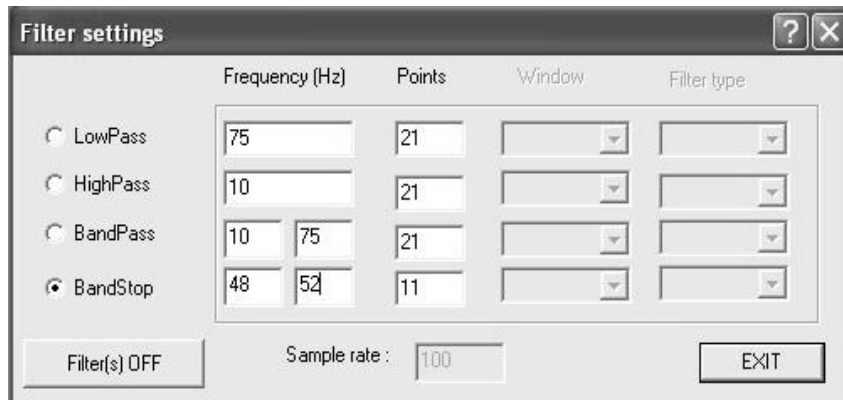 Filter settings
Frequency (Hz) Points Window Filter type
LowPass 75 21
HighPass 10 21
BandPass 10 75 21
BandStop 48 52 11
Filter(s) OFF Sample rate : 100 EXIT